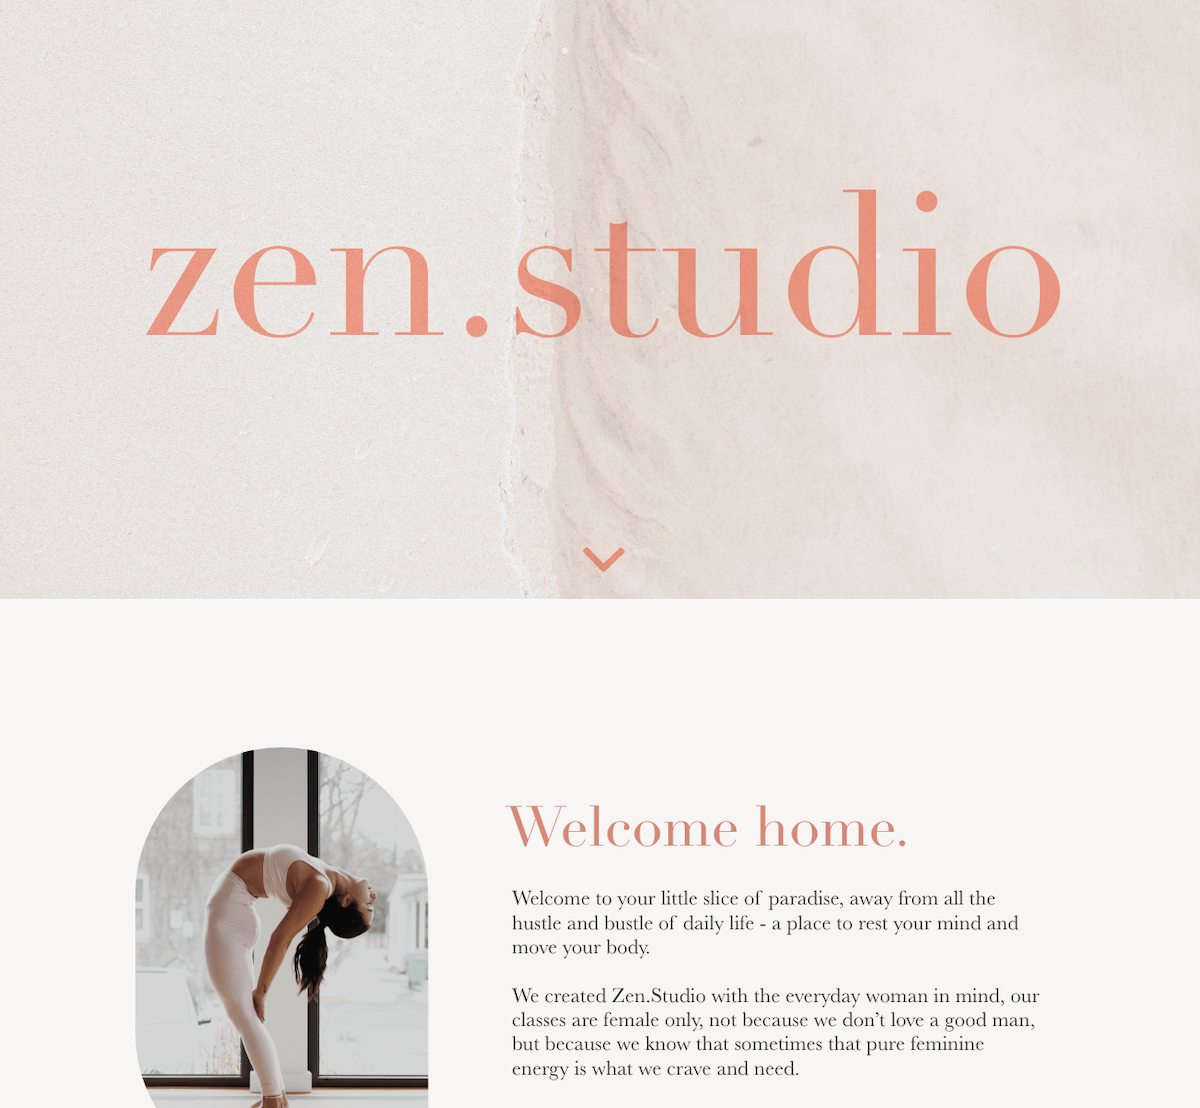 zen.studio
Welcome home.
Welcome to your little slice of paradise, away from all the
hustle and bustle of daily life - a place to rest your mind and
move your body.
We created Zen.Studio with the everyday woman in mind, our
classes are female only, not because we don’t love a good man,
but because we know that sometimes that pure feminine
energy is what we crave and need.